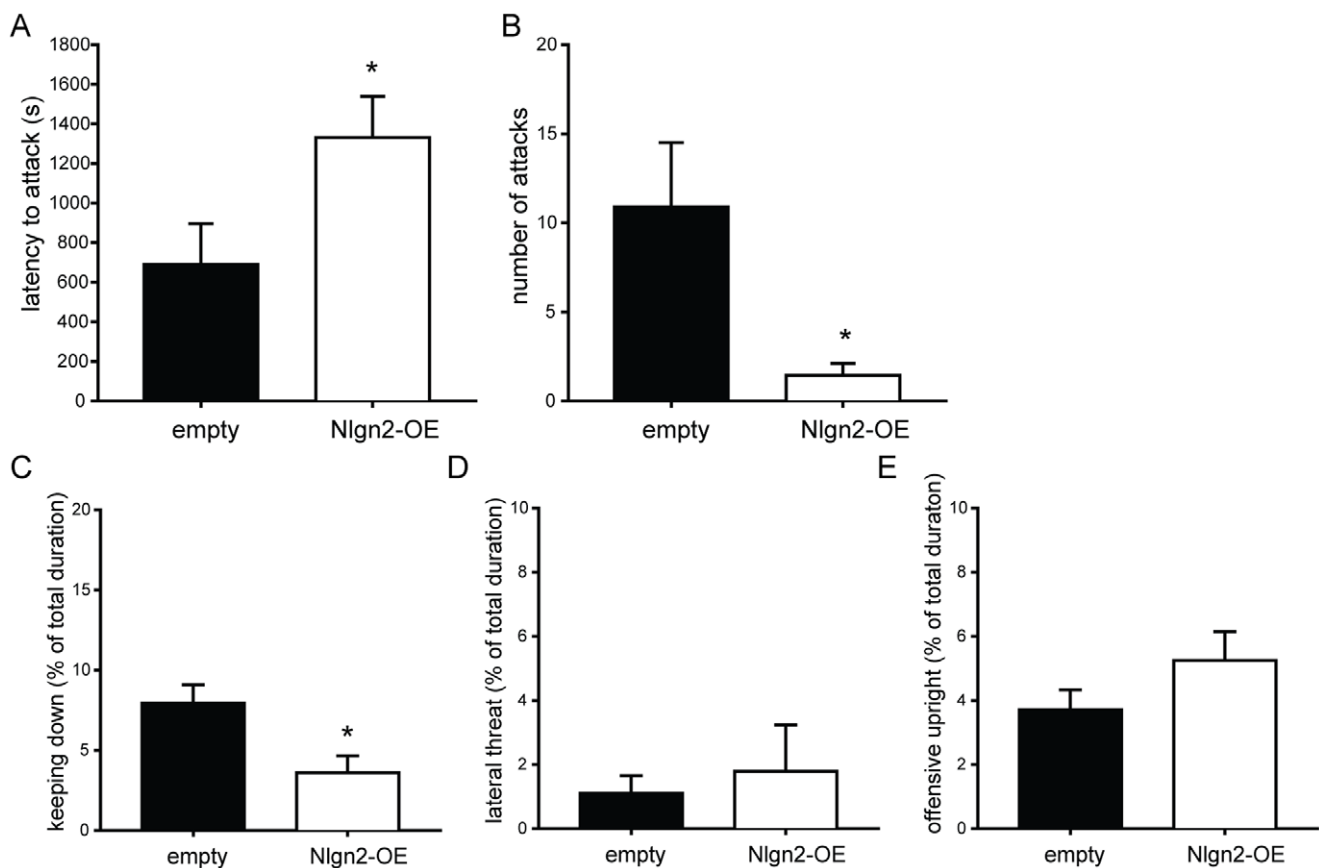 A
latency to attack (s)
1800
1600
1400
1200
1000
800
600
400
200
0
*
empty
Nlgn2-OE
B
number of attacks
20
15
10
5
0
*
empty
Nlgn2-OE
C
keeping down (% of total duration)
20
15
10
5
0
*
empty
Nlgn2-OE
D
lateral threat (% of total duration)
10
8
6
4
2
0
empty
Nlgn2-OE
E
offensive upright (% of total duraton)
10
8
6
4
2
0
empty
Nlgn2-OE